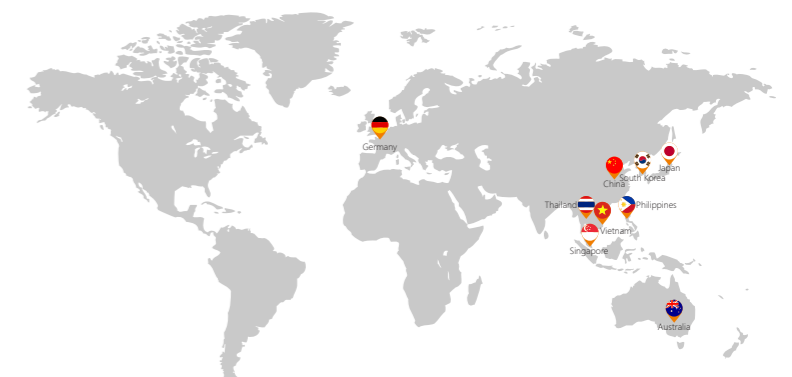 Germany
Japan
South Korea
China
Thailand
Philippines
Vietnam
Singapore
Australia